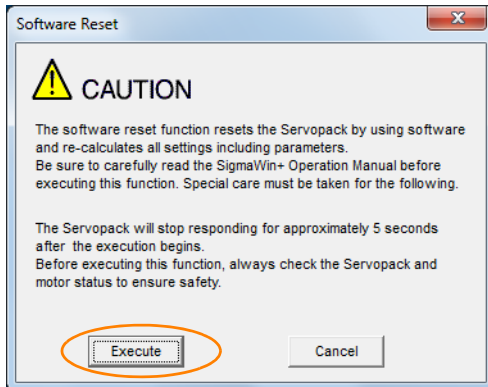 Software Reset
CAUTION
The software reset function resets the Servopack by using software
and re-calculates all settings including parameters.
Be sure to carefully read the SigmaWin+ Operation Manual before
executing this function. Special care must be taken for the following.
The Servopack will stop responding for approximately 5 seconds
after the execution begins.
Before executing this function, always check the Servopack and
motor status to ensure safety.
Execute
Cancel